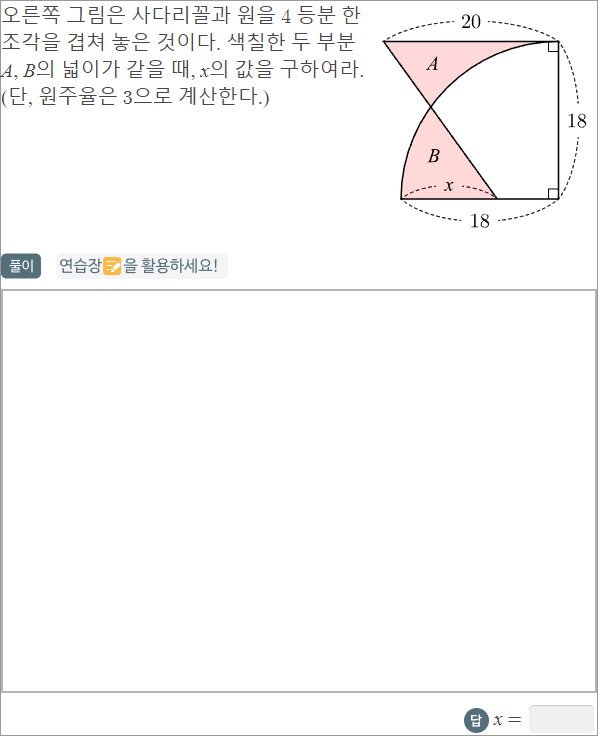 오른쪽 그림은 사다리꼴과 원을 4 등분 한
조각을 겹쳐 놓은 것이다. 색칠한 두 부분
A, B의 넓이가 같을 때, x의 값을 구하여라.
(단, 원주율은 3으로 계산한다.)
20
A
18
B
x
18
풀이 연습장을 활용하세요!
답 x =